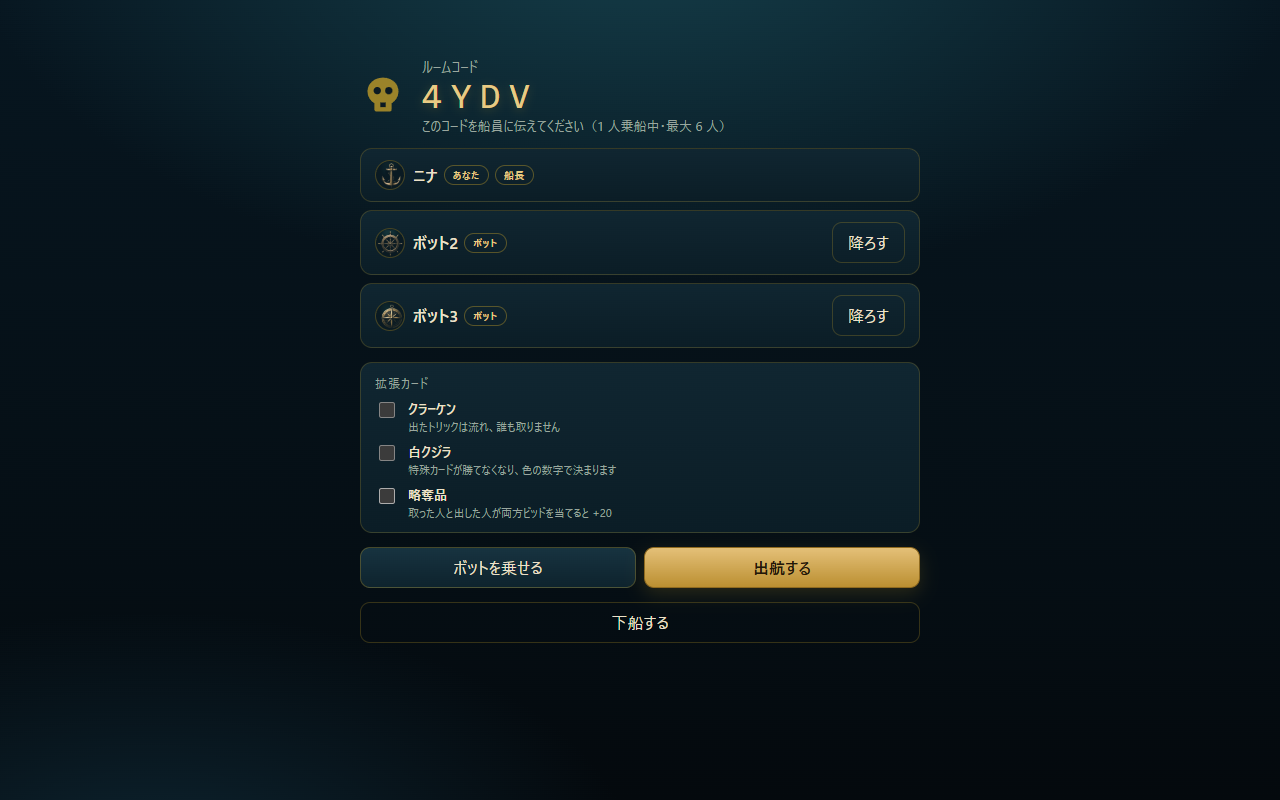 ルームコード
4YDV
このコードを船員に伝えてください（1 人乗船中・最大 6 人）
ニナ あなた 船長
ボット2 ボット 降ろす
ボット3 ボット 降ろす
拡張カード
クラーケン
出たトリックは流れ、誰も取りません
白クジラ
特殊カードが勝てなくなり、色の数字で決まります
略奪品
取った人と出した人が両方ビッドを当てると +20
ボットを乗せる 出航する
下船する